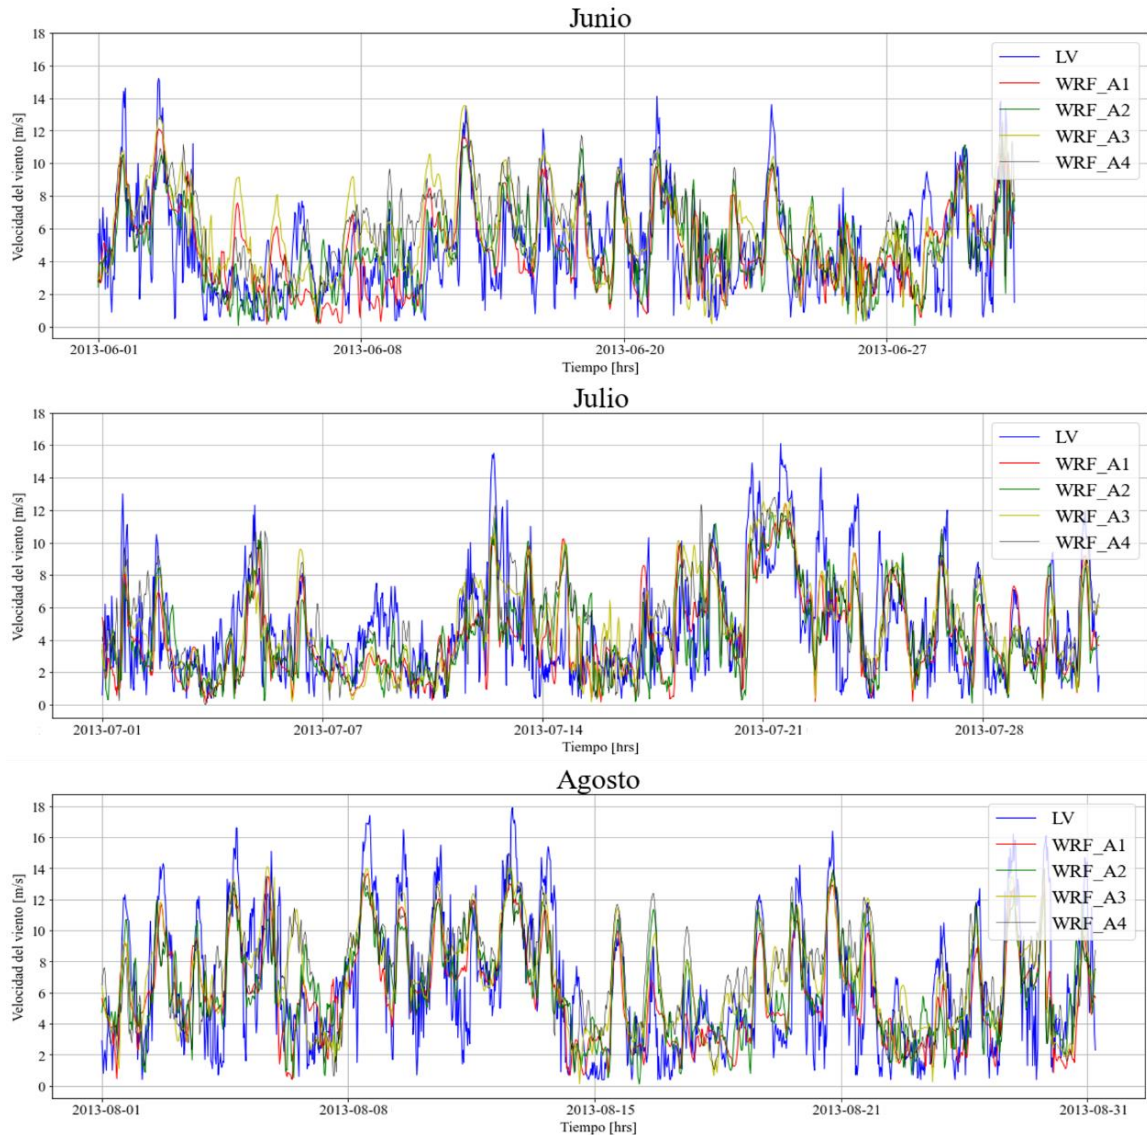 Junio
Velocidad del viento [m/s]
18
16
14
12
10
8
6
4
2
0
LV
WRF_A1
WRF_A2
WRF_A3
WRF_A4
2013-06-01
2013-06-08
2013-06-20
2013-06-27
Tiempo [hrs]
Julio
Velocidad del viento [m/s]
18
16
14
12
10
8
6
4
2
0
LV
WRF_A1
WRF_A2
WRF_A3
WRF_A4
2013-07-01
2013-07-07
2013-07-14
2013-07-21
2013-07-28
Tiempo [hrs]
Agosto
Velocidad del viento [m/s]
18
16
14
12
10
8
6
4
2
0
LV
WRF_A1
WRF_A2
WRF_A3
WRF_A4
2013-08-01
2013-08-08
2013-08-15
2013-08-21
2013-08-31
Tiempo [hrs]